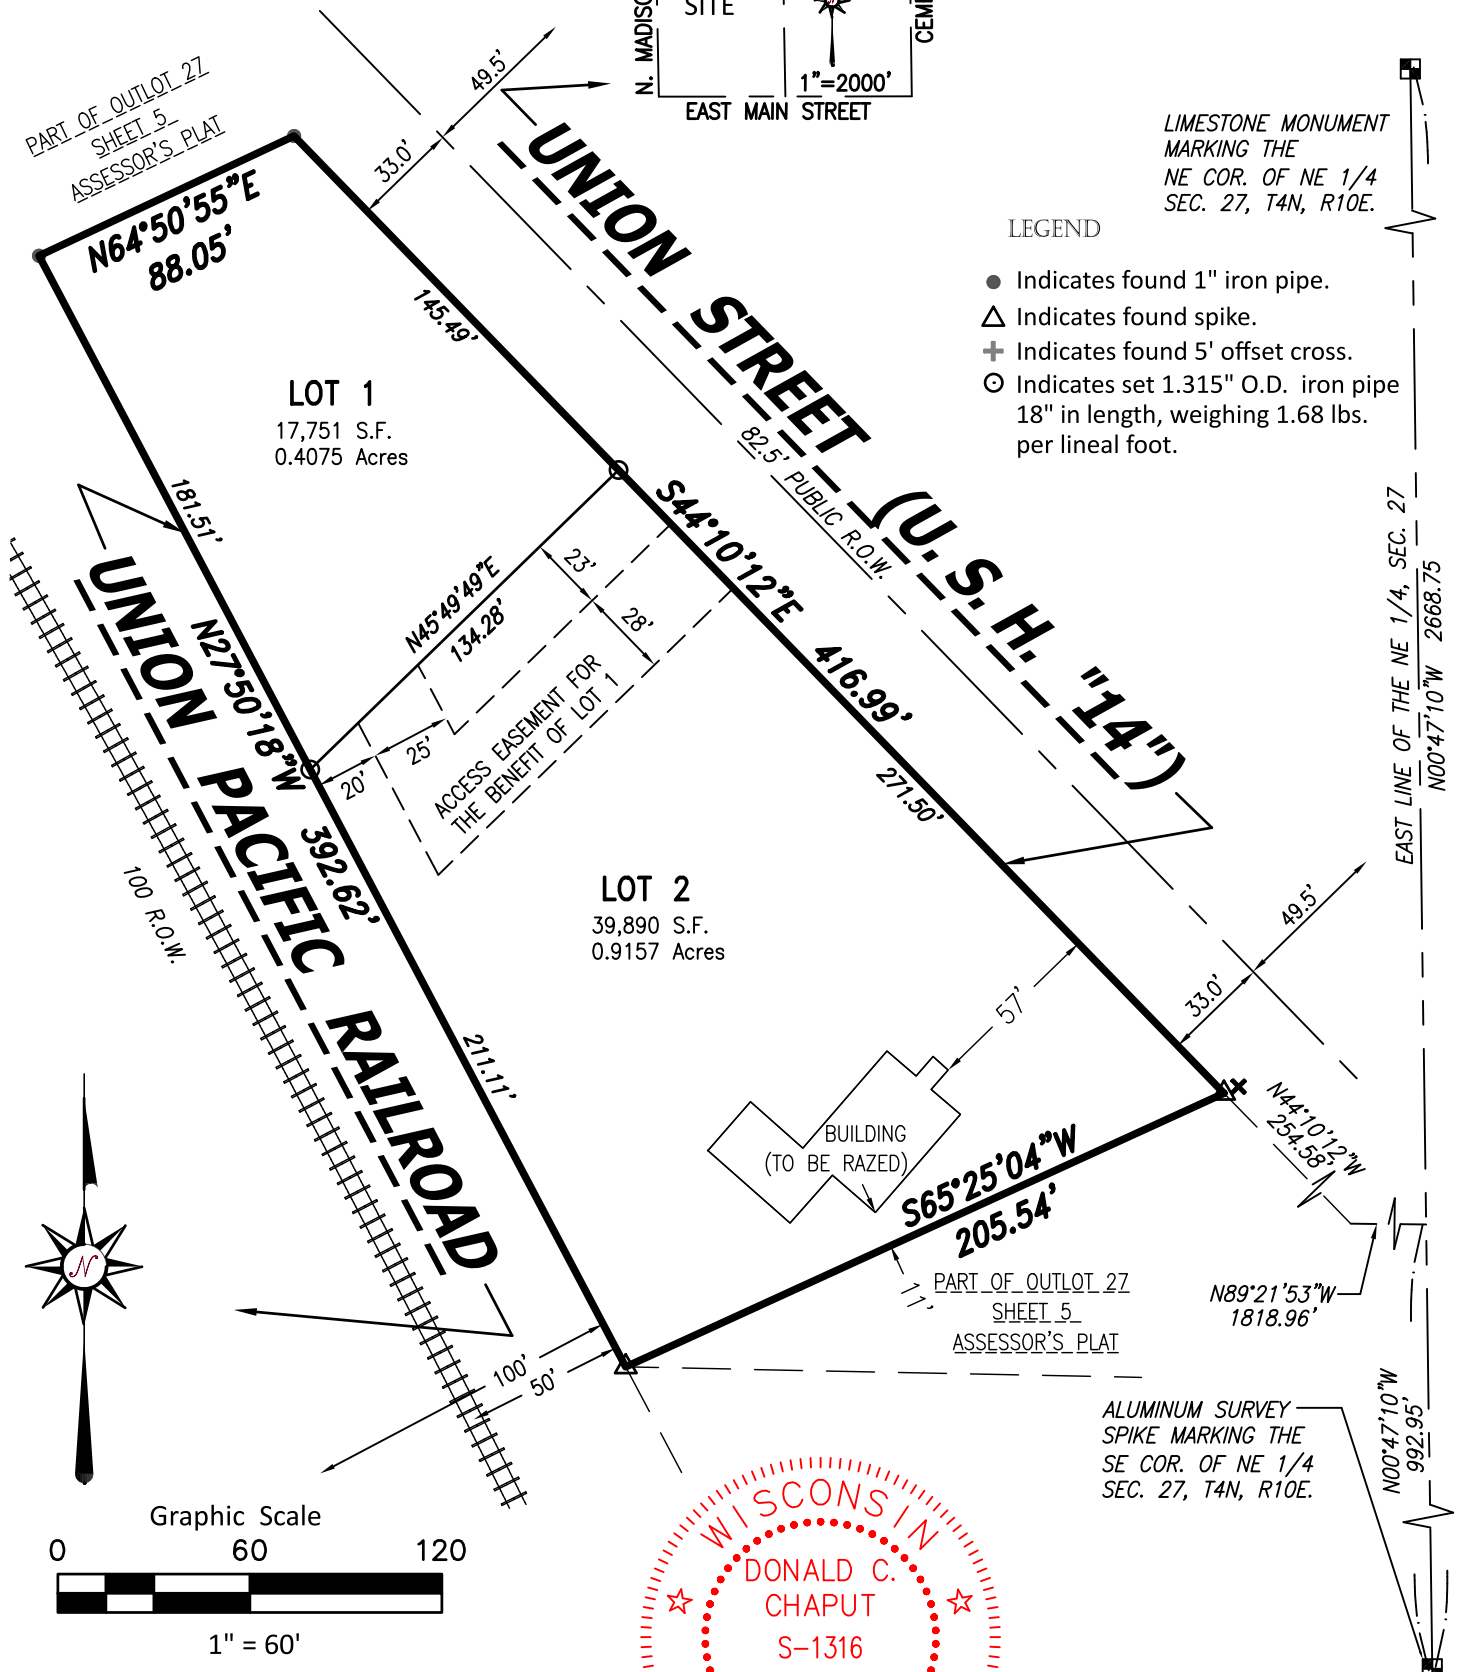 N. MADISO
SITE
CEM
1"=2000'
EAST MAIN STREET
PART OF OUTLOT 27
SHEET 5
ASSESSOR'S PLAT
49.5'
33.0'
N64°50'55"E
88.05'
145.49'
UNION STREET (U.S.H. "14")
82.5' PUBLIC R.O.W.
LIMESTONE MONUMENT
MARKING THE
NE COR. OF NE 1/4
SEC. 27, T4N, R10E.
LEGEND
Indicates found 1" iron pipe.
Indicates found spike.
Indicates found 5' offset cross.
Indicates set 1.315" O.D. iron pipe
18" in length, weighing 1.68 lbs.
per lineal foot.
LOT 1
17,751 S.F.
0.4075 Acres
181.51'
S44°10'12"E 416.99'
23'
28'
N45°49'49"E
134.28'
ACCESS EASEMENT FOR
THE BENEFIT OF LOT 1
20'
25'
UNION PACIFIC RAILROAD
N27°50'18"W 392.62'
100 R.O.W.
271.50'
EAST LINE OF THE NE 1/4, SEC. 27
N00°47'10"W 2668.75
LOT 2
39,890 S.F.
0.9157 Acres
49.5'
33.0'
57'
211.11'
BUILDING
(TO BE RAZED)
N44°10'12"W
254.58'
S65°25'04"W
205.54'
11'
PART OF OUTLOT 27
SHEET 5
ASSESSOR'S PLAT
N89°21'53"W
1818.96'
N
100'
50'
ALUMINUM SURVEY
SPIKE MARKING THE
SE COR. OF NE 1/4
SEC. 27, T4N, R10E.
N00°47'10"W
992.95'
Graphic Scale
0 60 120
1" = 60'
WISCONSIN
DONALD C.
CHAPUT
S-1316